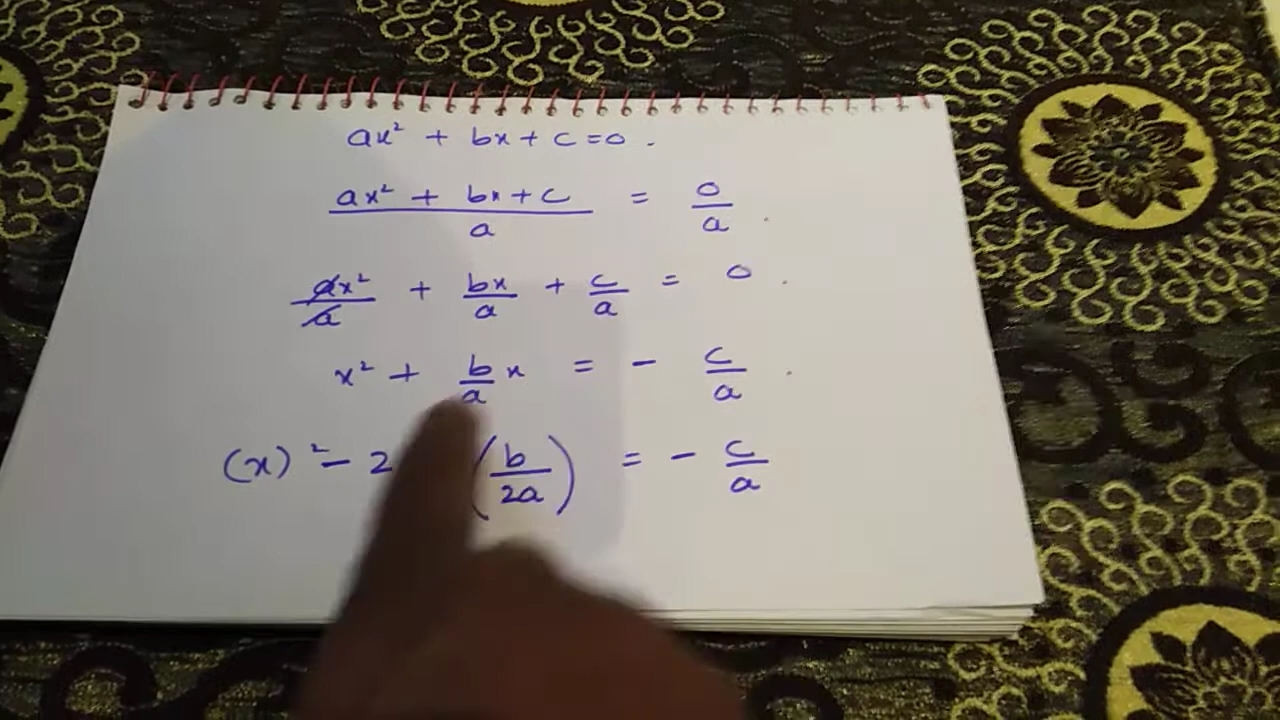 ax² + bx + c = 0 .
(ax² + bx + c)/a = 0/a .
ax²/a + bx/a + c/a = 0 .
x² + b/a x = - c/a .
(x)² - 2 (b/2a) = - c/a